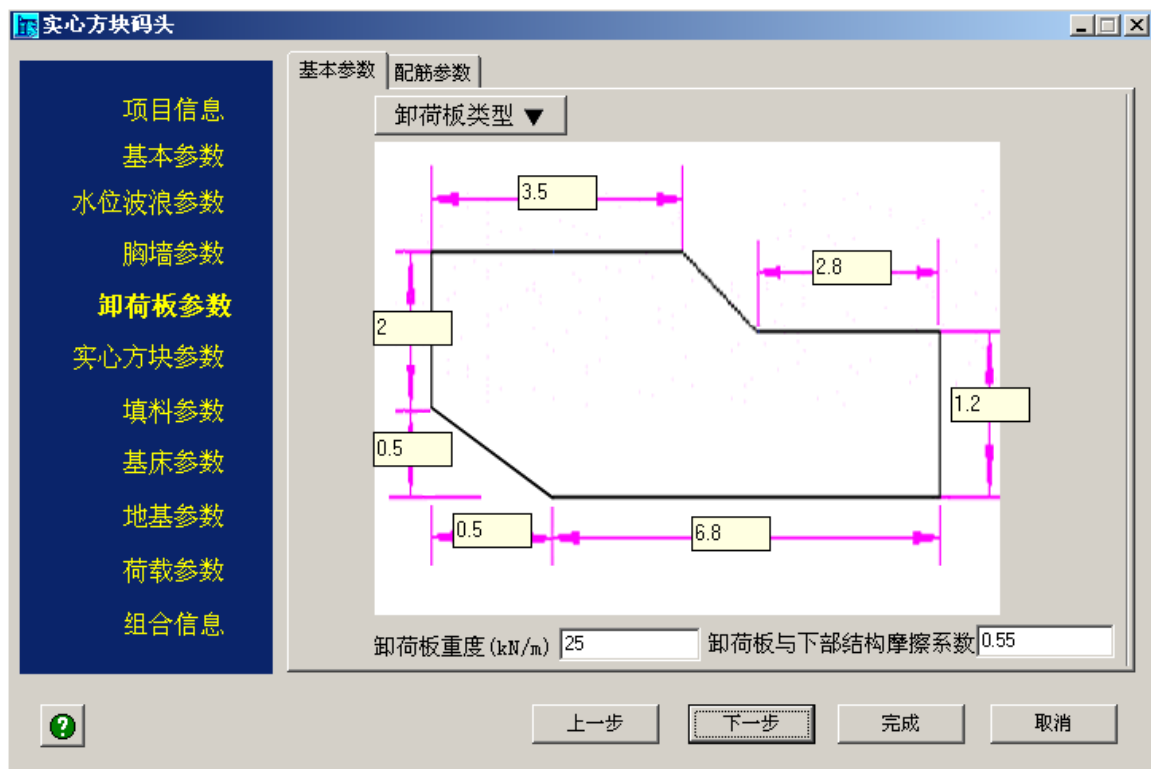 实心方块码头
项目信息
基本参数
水位波浪参数
胸墙参数
卸荷板参数
实心方块参数
填料参数
基床参数
地基参数
荷载参数
组合信息
基本参数 配筋参数
卸荷板类型 ▼
3.5
2.8
2
1.2
0.5
0.5
6.8
卸荷板重度(kN/m) 25 卸荷板与下部结构摩擦系数 0.55
? 上一步 下一步 完成 取消